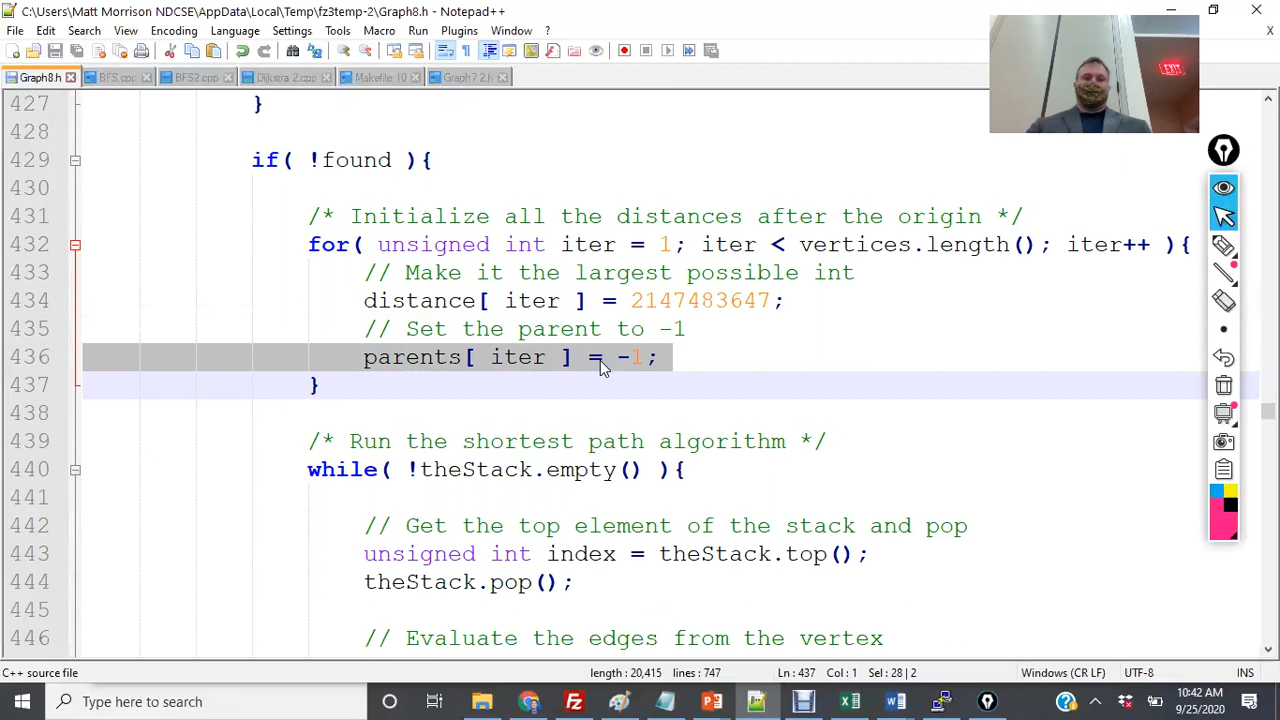 C:\Users\Matt Morrison NDCSE\AppData\Local\Temp\fz3temp-2\Graph8.h - Notepad++
File Edit Search View Encoding Language Settings Tools Macro Run Plugins Window ?
X
Graph8.h BFS.cpp BFS2.cpp Dijkstra 2.cpp Makefile 10
EXIT
427 }
428
429 if( !found ){
430
431 /* Initialize all the distances after the origin */
432 for( unsigned int iter = 1; iter < vertices.length(); iter++ ){
433 // Make it the largest possible int
434 distance[ iter ] = 2147483647;
435 // Set the parent to -1
436 parents[ iter ] = -1;
437 }
438
439 /* Run the shortest path algorithm */
440 while( !theStack.empty() ){
441
442 // Get the top element of the stack and pop
443 unsigned int index = theStack.top();
444 theStack.pop();
445
446 // Evaluate the edges from the vertex
C++ source file length : 20,415 lines : 747 Ln : 437 Col : 1 Sel : 28 | 2 Windows (CR LF) UTF-8 INS
Type here to search
10:42 AM
9/25/2020